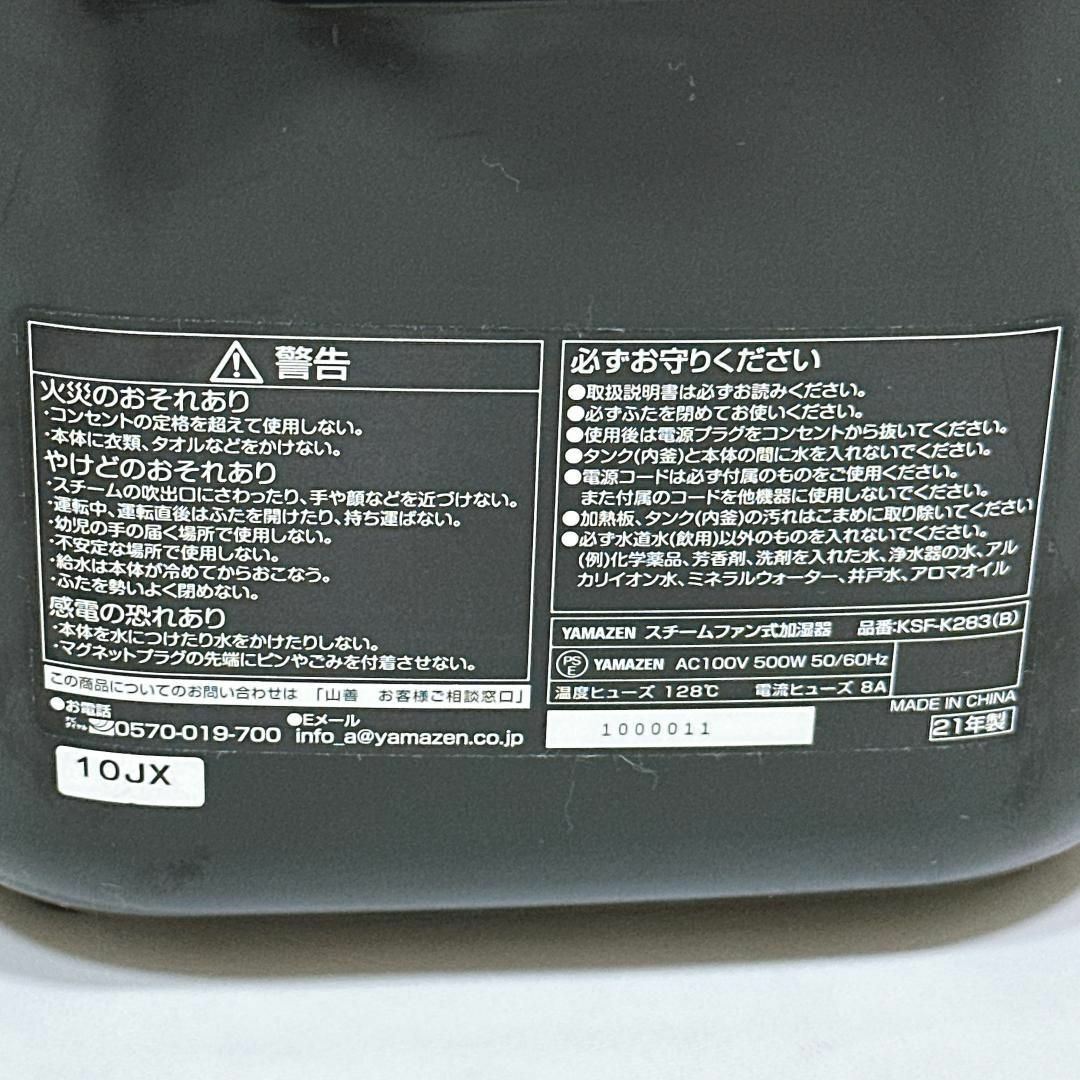 警告
火災のおそれあり
・コンセントの定格を超えて使用しない。
・本体に衣類、タオルなどをかけない。
やけどのおそれあり
・スチームの吹出口にさわったり、手や顔などを近づけない。
・運転中、運転直後はふたを開けたり、持ち運ばない。
・幼児の手の届く場所で使用しない。
・不安定な場所で使用しない。
・給水は本体が冷めてからおこなう。
・ふたを勢いよく閉めない。
感電の恐れあり
・本体を水につけたり水をかけたりしない。
・マグネットプラグの先端にピンやごみを付着させない。
この商品についてのお問い合わせは 「山善 お客様ご相談窓口」
●お電話 ●Eメール
ナビダイヤル 0570-019-700 info_a@yamazen.co.jp
10JX
必ずお守りください
●取扱説明書は必ずお読みください。
●必ずふたを閉めてお使いください。
●使用後は電源プラグをコンセントから抜いてください。
●タンク(内釜)と本体の間に水を入れないでください。
●電源コードは必ず付属のものをご使用ください。
また付属のコードを他機器に使用しないでください。
●加熱板、タンク(内釜)の汚れはこまめに取り除いてください
●必ず水道水(飲用)以外のものを入れないでください。
(例)化学薬品、芳香剤、洗剤を入れた水、浄水器の水、アル
カリイオン水、ミネラルウォーター、井戸水、アロマオイル
YAMAZEN スチームファン式加湿器 品番:KSF-K283(B)
PSE YAMAZEN AC100V 500W 50/60Hz
温度ヒューズ 128℃ 電流ヒューズ 8A
MADE IN CHINA
1000011
21年製